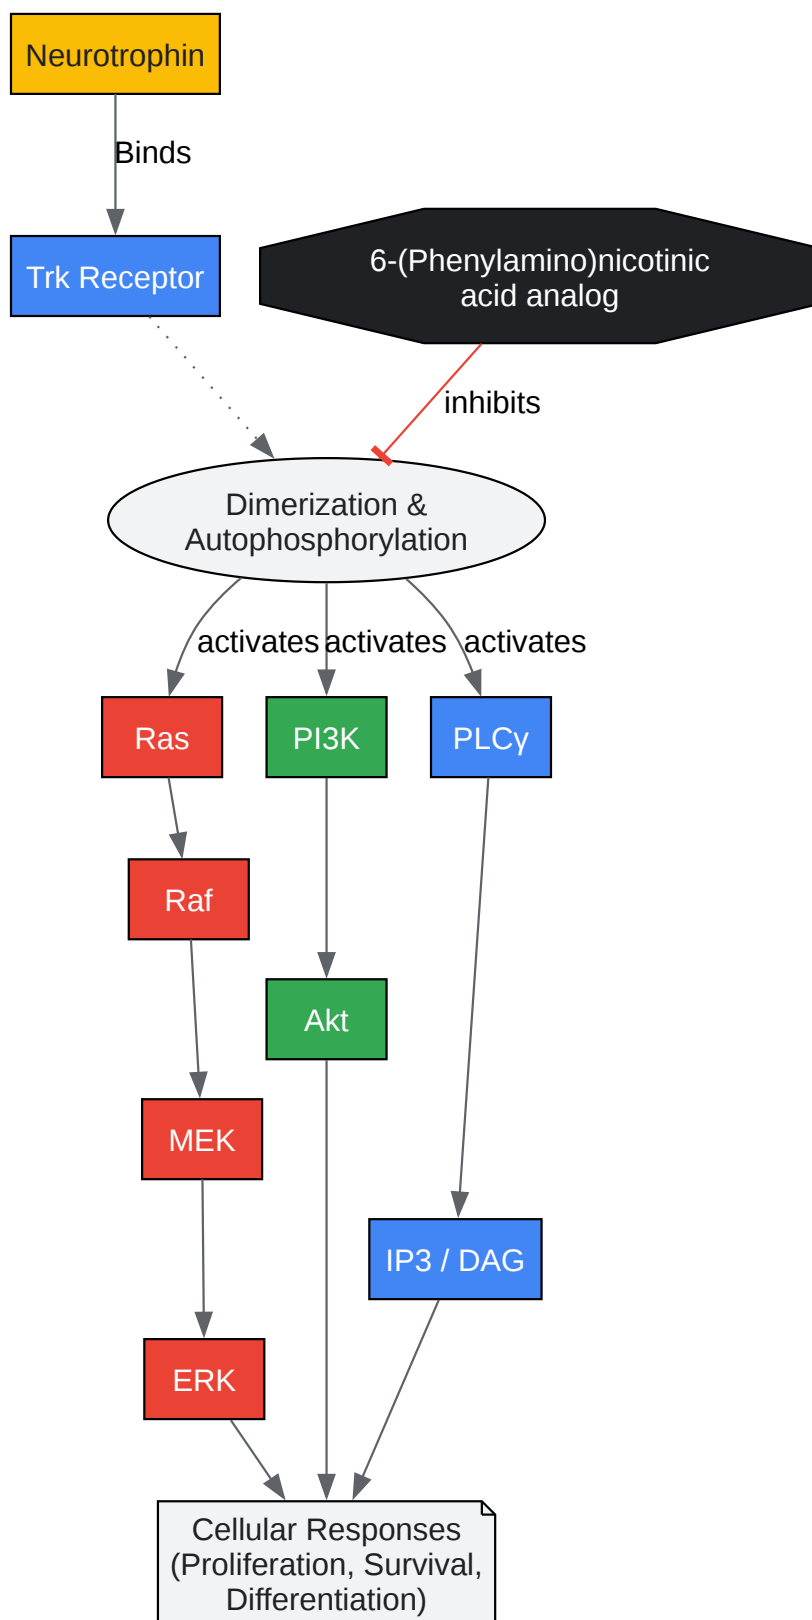 Neurotrophin
Binds
Trk Receptor
6-(Phenylamino)nicotinic
acid analog
inhibits
Dimerization &
Autophosphorylation
activates
activates
activates
Ras
PI3K
PLCγ
Raf
Akt
MEK
IP3 / DAG
ERK
Cellular Responses
(Proliferation, Survival,
Differentiation)